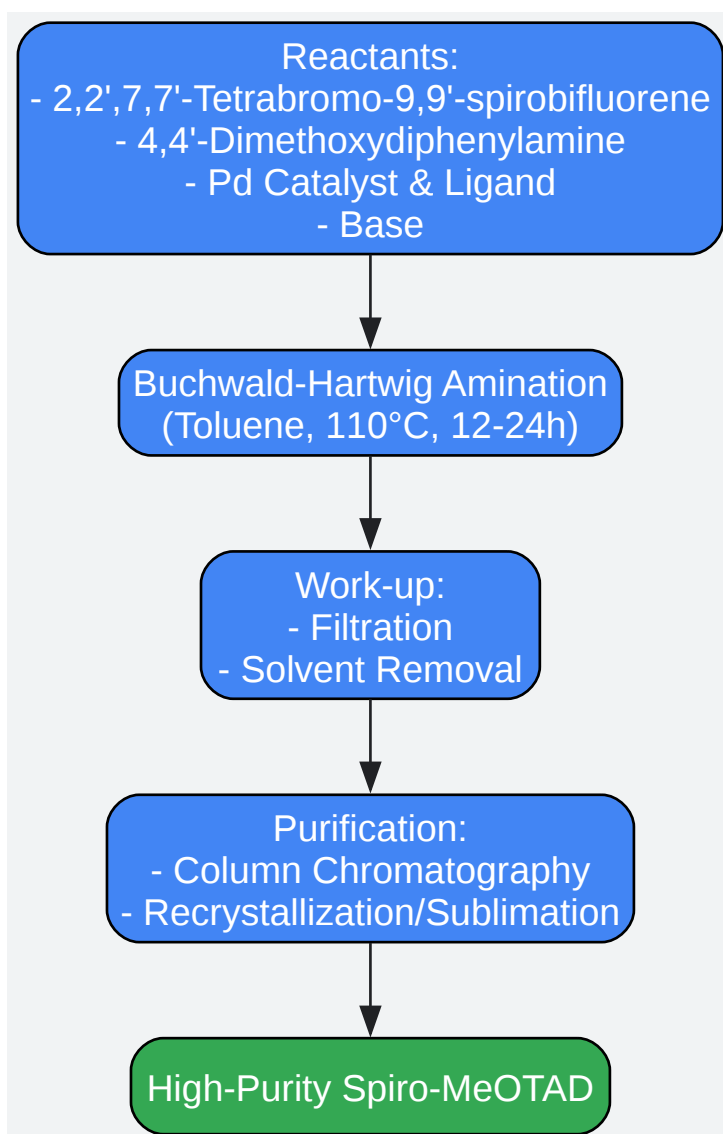 Reactants:
- 2,2',7,7'-Tetrabromo-9,9'-spirobifluorene
- 4,4'-Dimethoxydiphenylamine
- Pd Catalyst & Ligand
- Base
Buchwald-Hartwig Amination
(Toluene, 110°C, 12-24h)
Work-up:
- Filtration
- Solvent Removal
Purification:
- Column Chromatography
- Recrystallization/Sublimation
High-Purity Spiro-MeOTAD